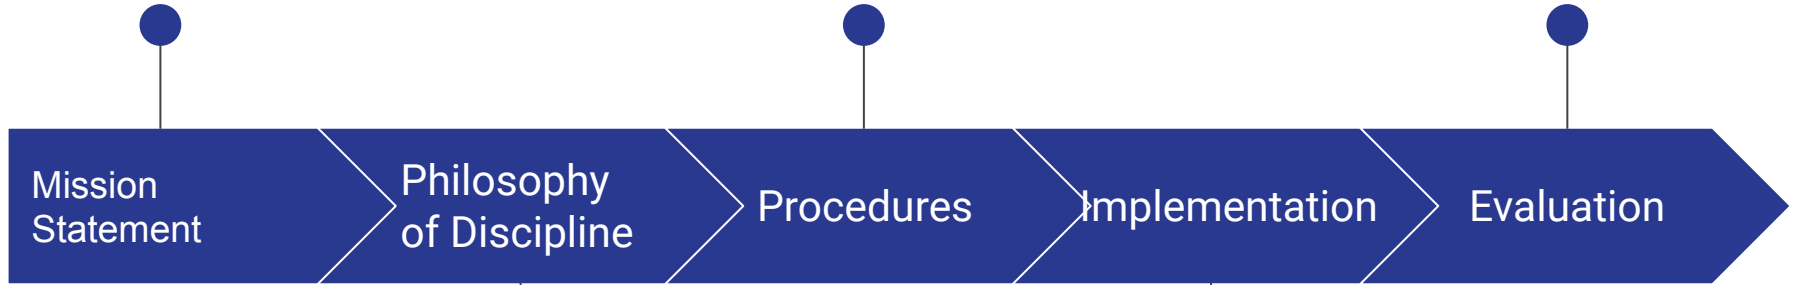 Mission
Statement
Philosophy
of Discipline
Procedures
Implementation
Evaluation